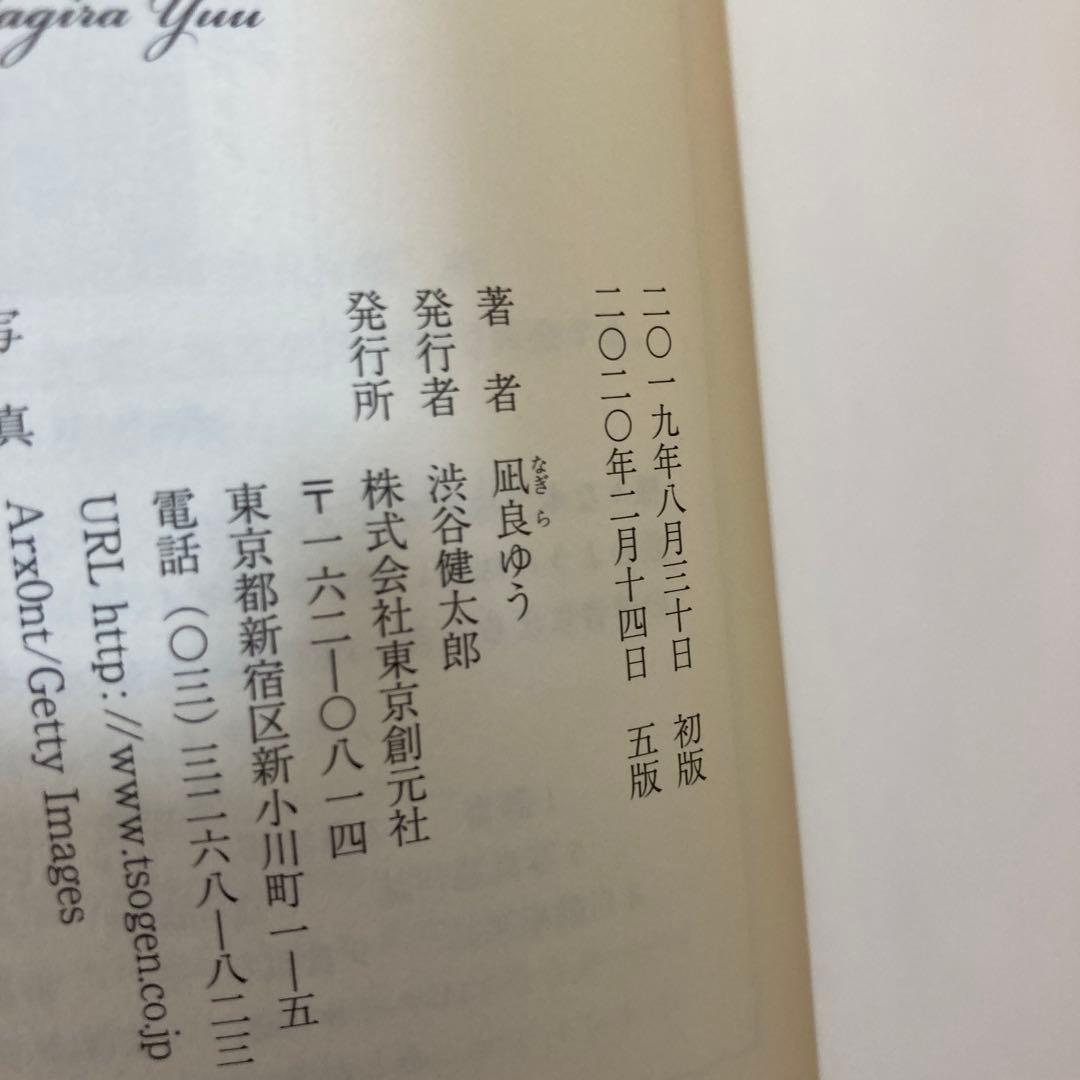 agira Yuu
二〇一九年八月三十日 初版
二〇二〇年二月十四日 五版
著 者 凪良ゆう
なぎ ら
発行者 渋谷健太郎
発行所 株式会社東京創元社
〒一六二—〇八一四
東京都新宿区新小川町一—五
電話(〇三)三二六八—八二三
URL http://www.tsogen.co.jp
写 真 Arx0nt/Getty Images